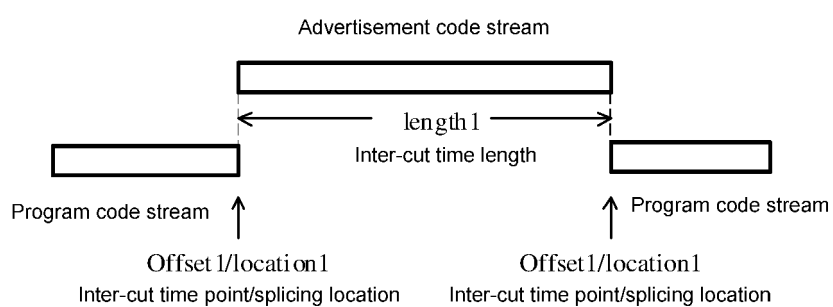 Advertisement code stream
length1
Inter-cut time length
Program code stream
Program code stream
Offset1/location1
Offset1/location1
Inter-cut time point/splicing location
Inter-cut time point/splicing location